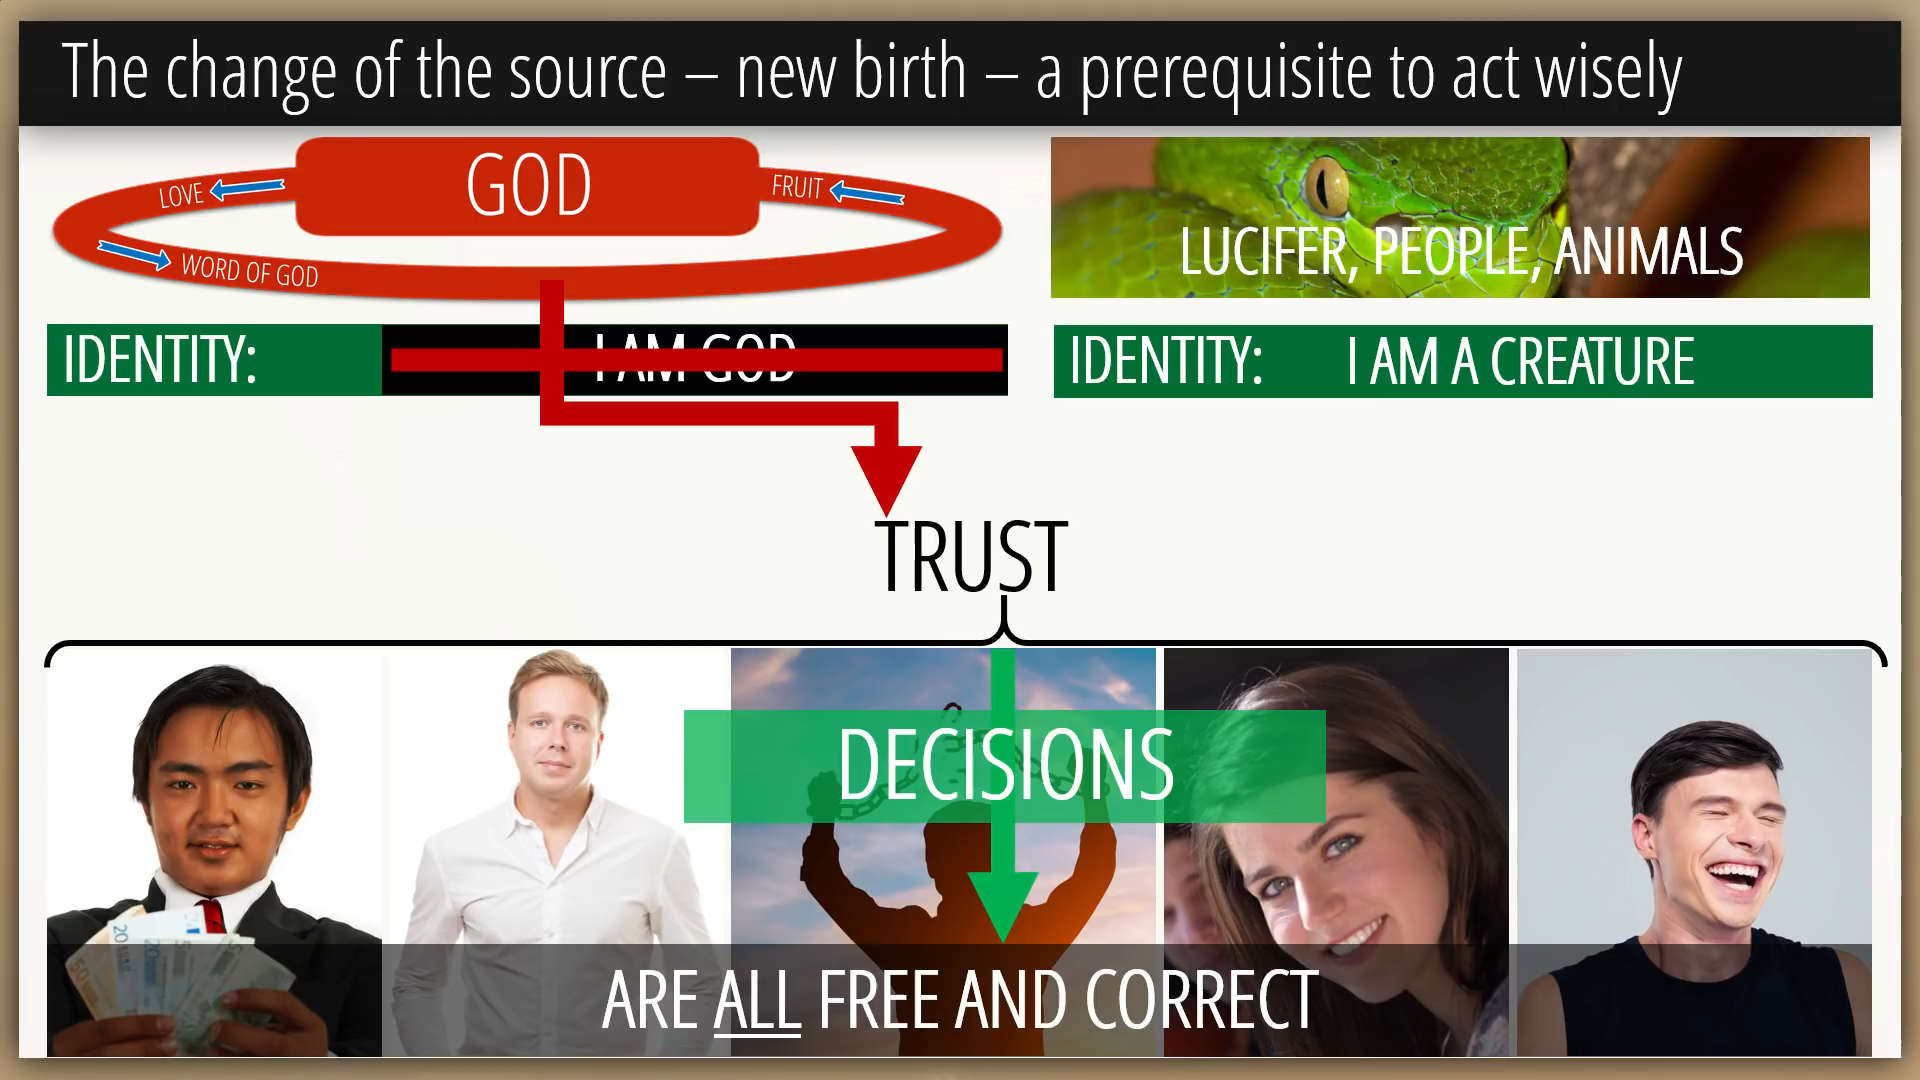 The change of the source – new birth – a prerequisite to act wisely
GOD
LOVE
FRUIT
WORD OF GOD
LUCIFER, PEOPLE, ANIMALS
IDENTITY:
I AM GOD
IDENTITY:
I AM A CREATURE
TRUST
DECISIONS
ARE ALL FREE AND CORRECT